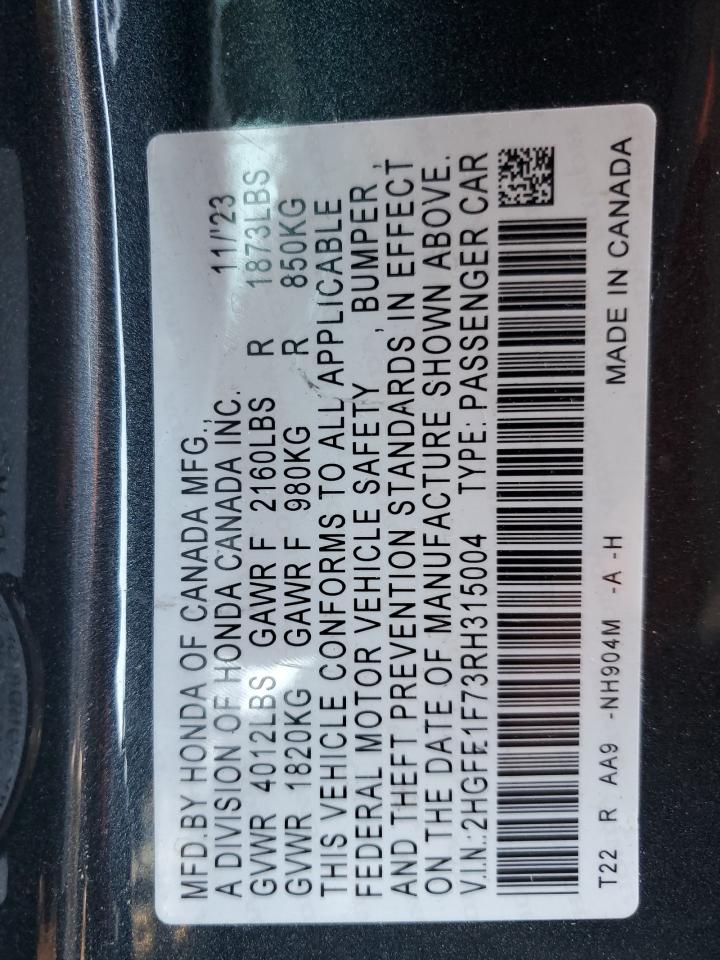 MFD.BY HONDA OF CANADA MFG.,
A DIVISION OF HONDA CANADA INC. 11/'23
GVWR 4012LBS GAWR F 2160LBS R 1873LBS
GVWR 1820KG GAWR F 980KG R 850KG
THIS VEHICLE CONFORMS TO ALL APPLICABLE
FEDERAL MOTOR VEHICLE SAFETY , BUMPER ,
AND THEFT PREVENTION STANDARDS IN EFFECT
ON THE DATE OF MANUFACTURE SHOWN ABOVE.
V.I.N.:2HGFE1F73RH315004 TYPE: PASSENGER CAR
T22 R AA9 -NH904M -A -H MADE IN CANADA